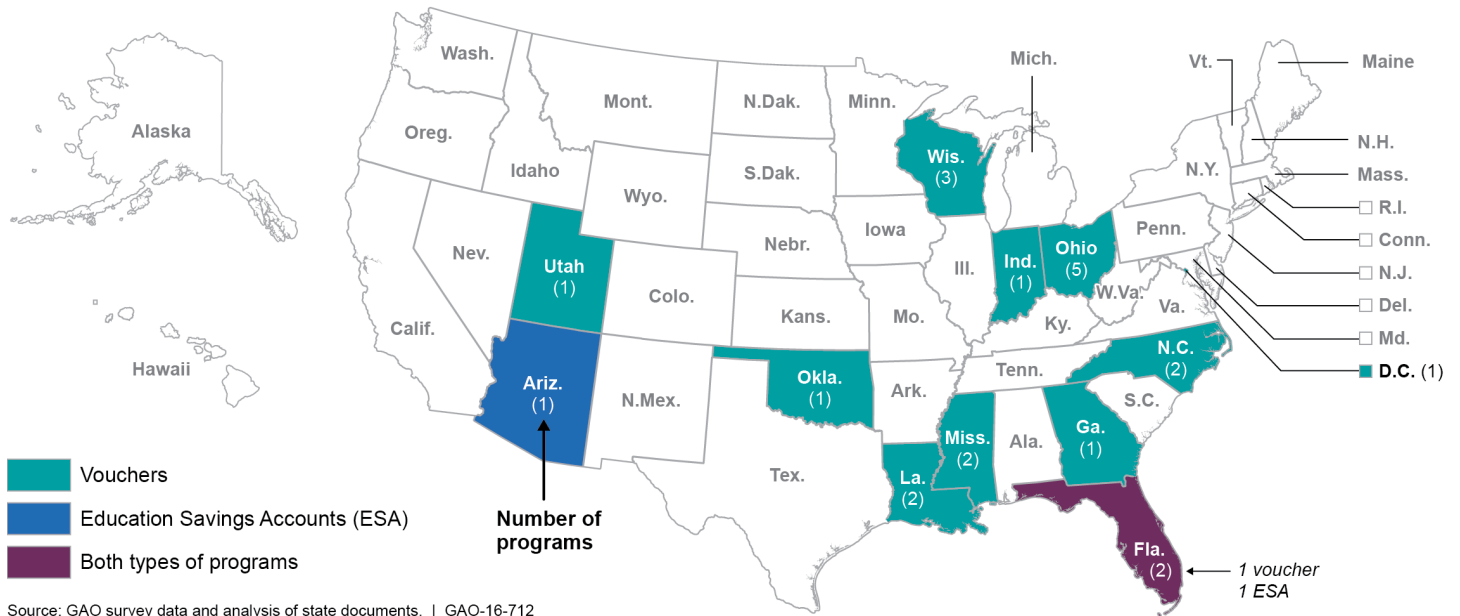 Wash.
Mont.
N.Dak.
Minn.
Mich.
Vt.
Maine
Alaska
Oreg.
Idaho
S.Dak.
Wis.
(3)
N.Y.
N.H.
Mass.
Wyo.
R.I.
Nev.
Nebr.
Iowa
Penn.
Conn.
Utah
(1)
Ill.
Ind.
(1)
Ohio
(5)
N.J.
Colo.
W.Va.
Va.
Del.
Calif.
Kans.
Mo.
Ky.
Md.
Hawaii
N.C.
(2)
D.C. (1)
Ariz.
(1)
N.Mex.
Okla.
(1)
Ark.
Tenn.
S.C.
Miss.
(2)
Ala.
Ga.
(1)
Tex.
La.
(2)
Fla.
(2)
1 voucher
1 ESA
Vouchers
Education Savings Accounts (ESA)
Both types of programs
Number of
programs
Source: GAO survey data and analysis of state documents. | GAO-16-712